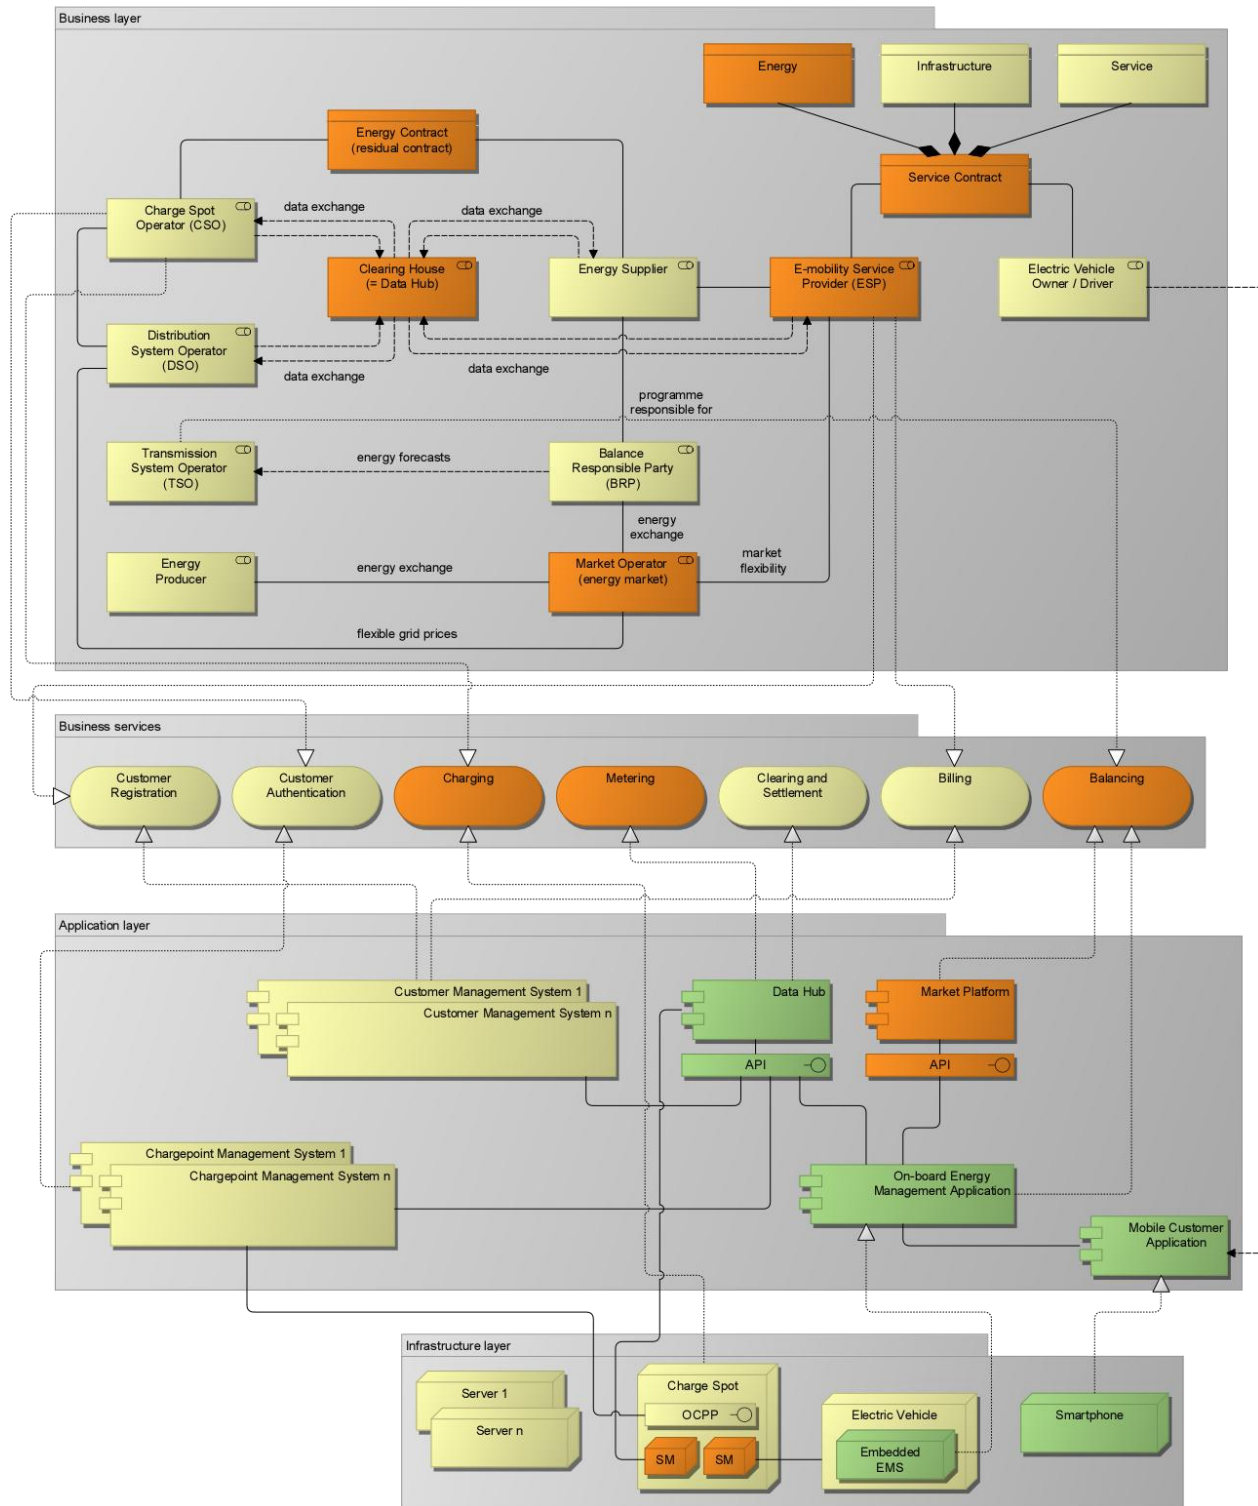 Business layer
Energy
Infrastructure
Service
Energy Contract
(residual contract)
Service Contract
Charge Spot
Operator (CSO)
data exchange
data exchange
Clearing House
(= Data Hub)
Energy Supplier
E-mobility Service
Provider (ESP)
Electric Vehicle
Owner / Driver
Distribution
System Operator
(DSO)
data exchange
data exchange
programme
responsible for
Transmission
System Operator
(TSO)
energy forecasts
Balance
Responsible Party
(BRP)
energy
exchange
Energy
Producer
energy exchange
Market Operator
(energy market)
market
flexibility
flexible grid prices
Business services
Customer
Registration
Customer
Authentication
Charging
Metering
Clearing and
Settlement
Billing
Balancing
Application layer
Customer Management System 1
Customer Management System n
Data Hub
API
Market Platform
API
Chargepoint Management System 1
Chargepoint Management System n
On-board Energy
Management Application
Mobile Customer
Application
Infrastructure layer
Server 1
Server n
Charge Spot
OCPP
SM
SM
Electric Vehicle
Embedded
EMS
Smartphone